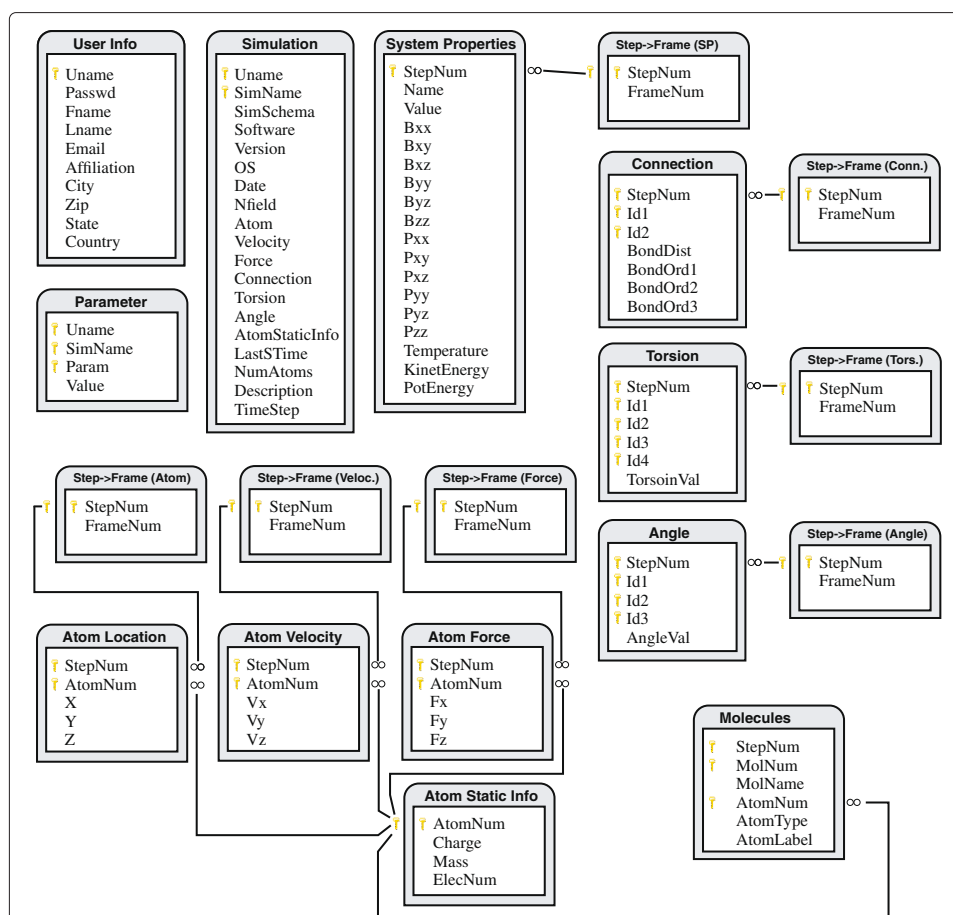 User Info
Uname
Passwd
Fname
Lname
Email
Affiliation
City
Zip
State
Country
Simulation
Uname
SimName
SimSchema
Software
Version
OS
Date
Nfield
Atom
Velocity
Force
Connection
Torsion
Angle
AtomStaticInfo
LastSTime
NumAtoms
Description
TimeStep
System Properties
StepNum
Name
Value
Bxx
Bxy
Bxz
Byy
Byz
Bzz
Pxx
Pxy
Pxz
Pyy
Pyz
Pzz
Temperature
KinetEnergy
PotEnergy
∞
Step->Frame (SP)
StepNum
FrameNum
Connection
StepNum
Id1
Id2
BondDist
BondOrd1
BondOrd2
BondOrd3
∞
Step->Frame (Conn.)
StepNum
FrameNum
Parameter
Uname
SimName
Param
Value
Torsion
StepNum
Id1
Id2
Id3
Id4
TorsoinVal
∞
Step->Frame (Tors.)
StepNum
FrameNum
Step->Frame (Atom)
StepNum
FrameNum
Step->Frame (Veloc.)
StepNum
FrameNum
Step->Frame (Force)
StepNum
FrameNum
Angle
StepNum
Id1
Id2
Id3
AngleVal
∞
Step->Frame (Angle)
StepNum
FrameNum
Atom Location
StepNum
AtomNum
X
Y
Z
∞
∞
Atom Velocity
StepNum
AtomNum
Vx
Vy
Vz
∞
∞
Atom Force
StepNum
AtomNum
Fx
Fy
Fz
∞
∞
Molecules
StepNum
MolNum
MolName
AtomNum
AtomType
AtomLabel
∞
Atom Static Info
AtomNum
Charge
Mass
ElecNum